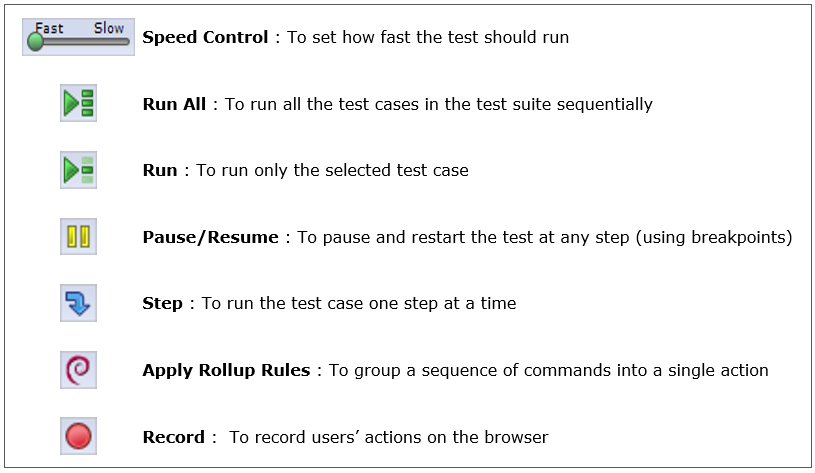 Fast Slow
Speed Control : To set how fast the test should run
Run All : To run all the test cases in the test suite sequentially
Run : To run only the selected test case
Pause/Resume : To pause and restart the test at any step (using breakpoints)
Step : To run the test case one step at a time
Apply Rollup Rules : To group a sequence of commands into a single action
Record :  To record users’ actions on the browser